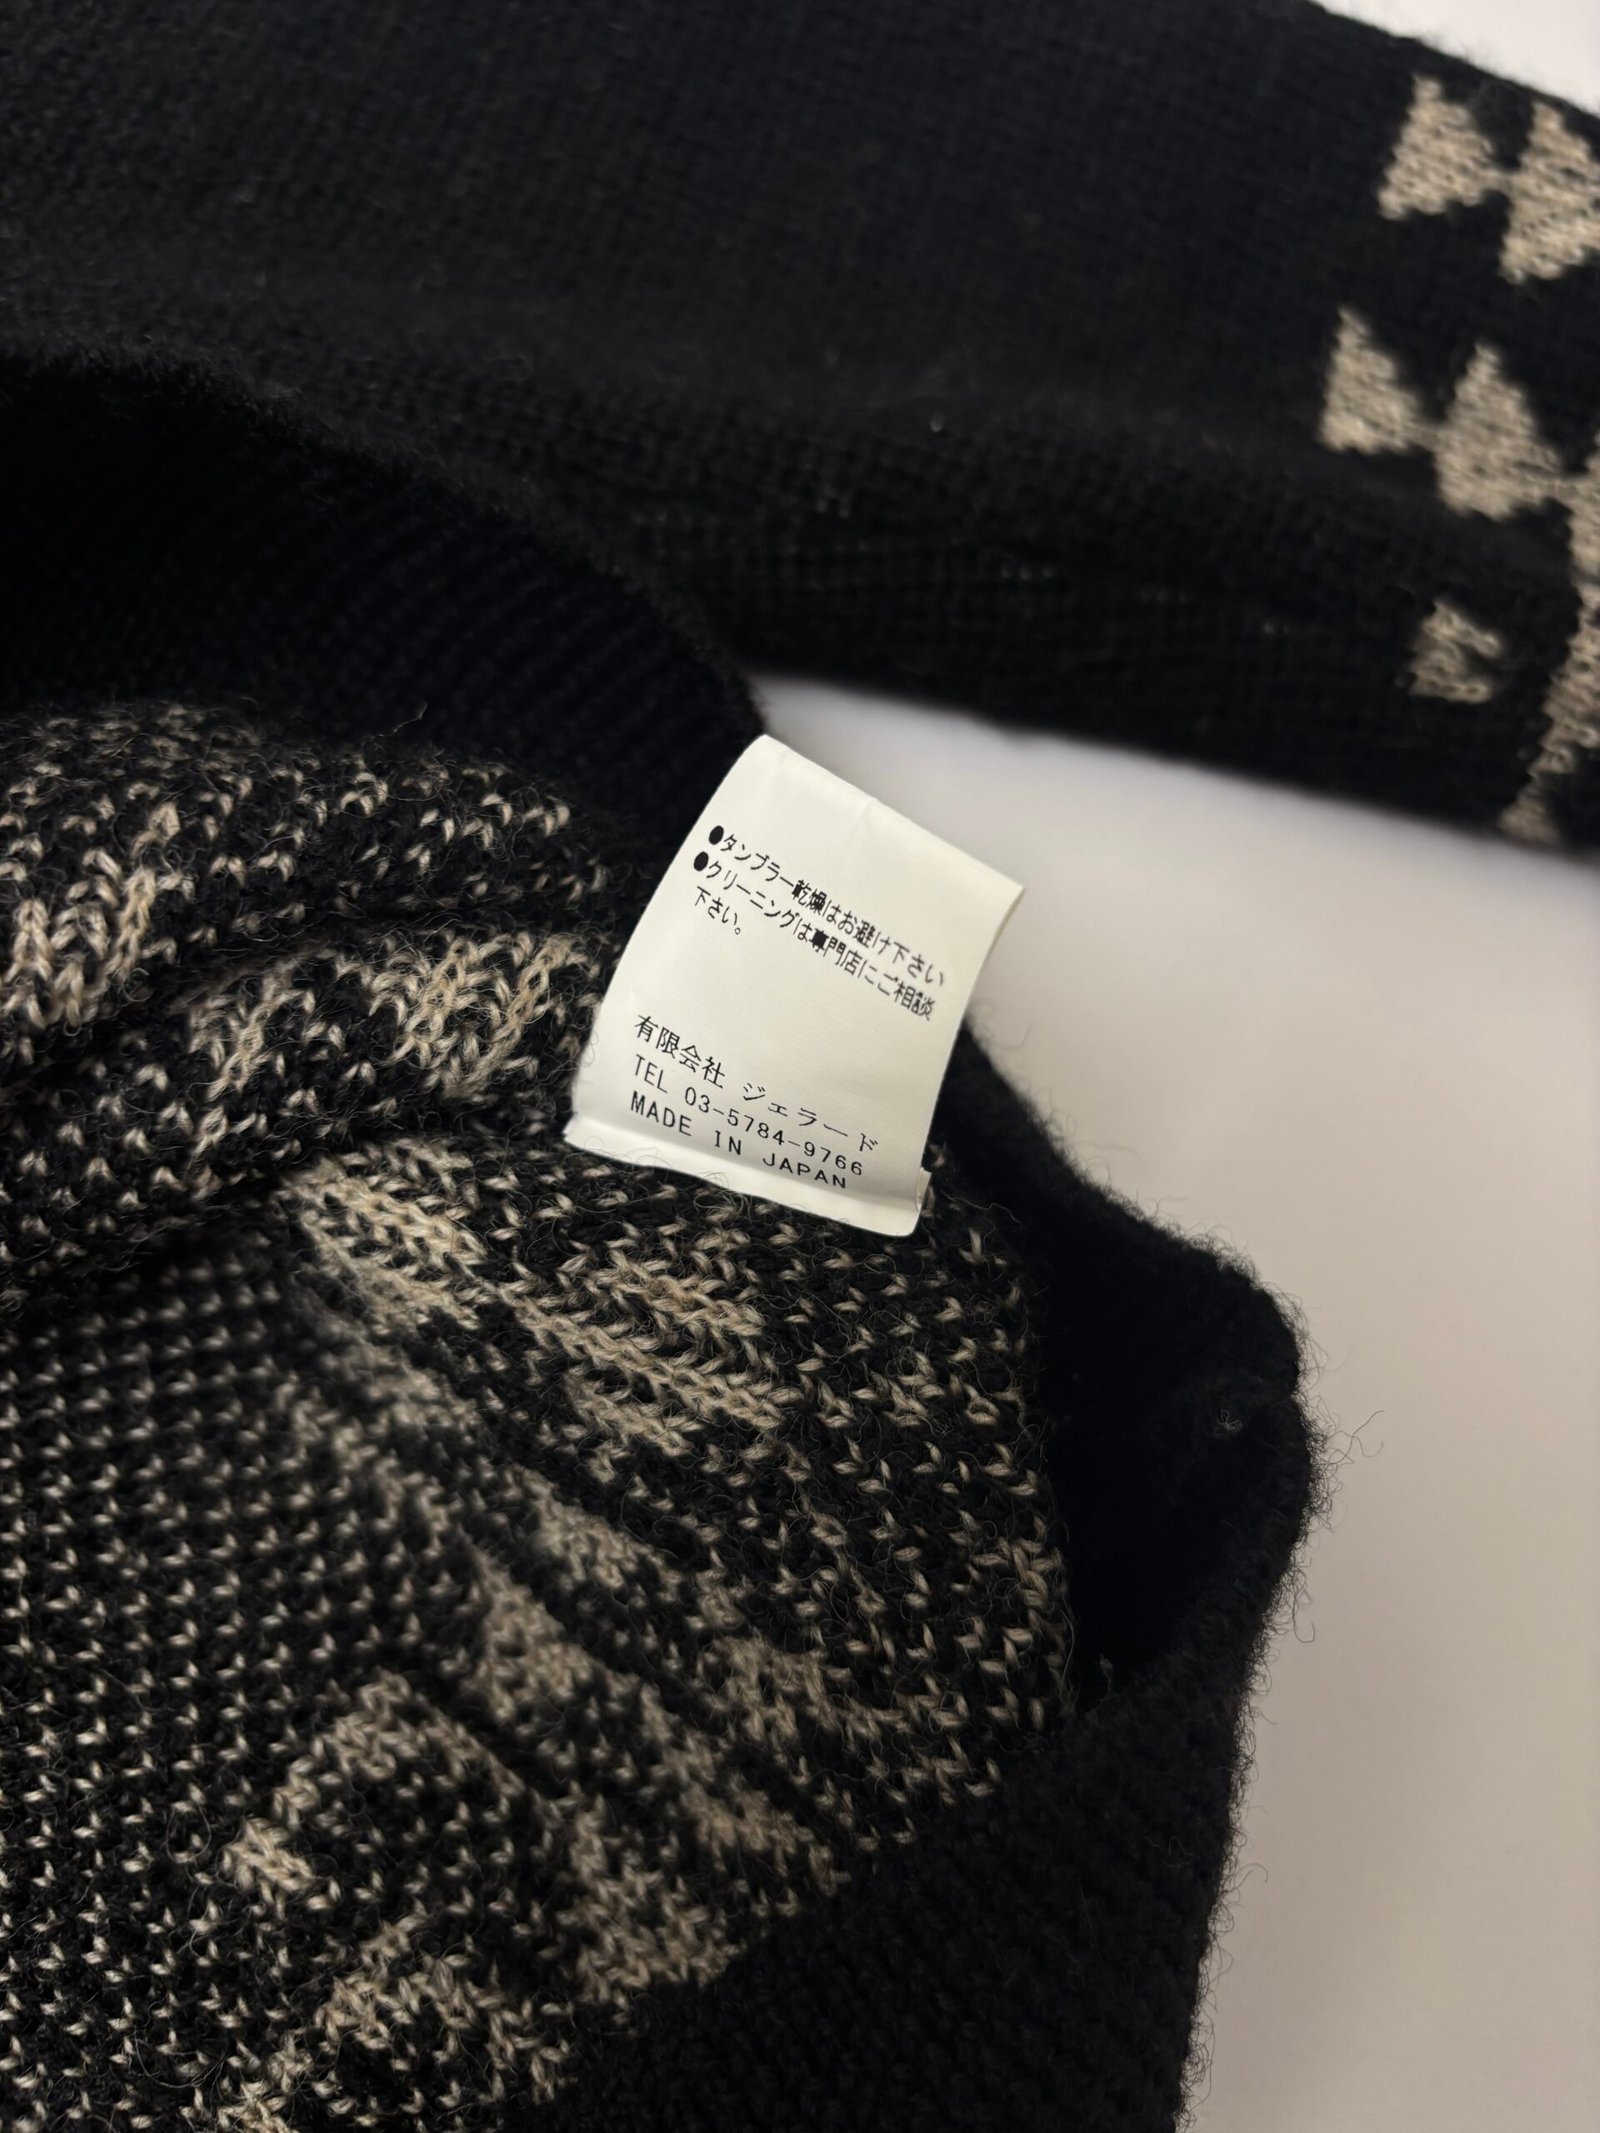 ●タンブラー乾燥はお避け下さい
●クリーニングは専門店にご相談
下さい。
有限会社 ジェラード
TEL 03-5784-9766
MADE IN JAPAN